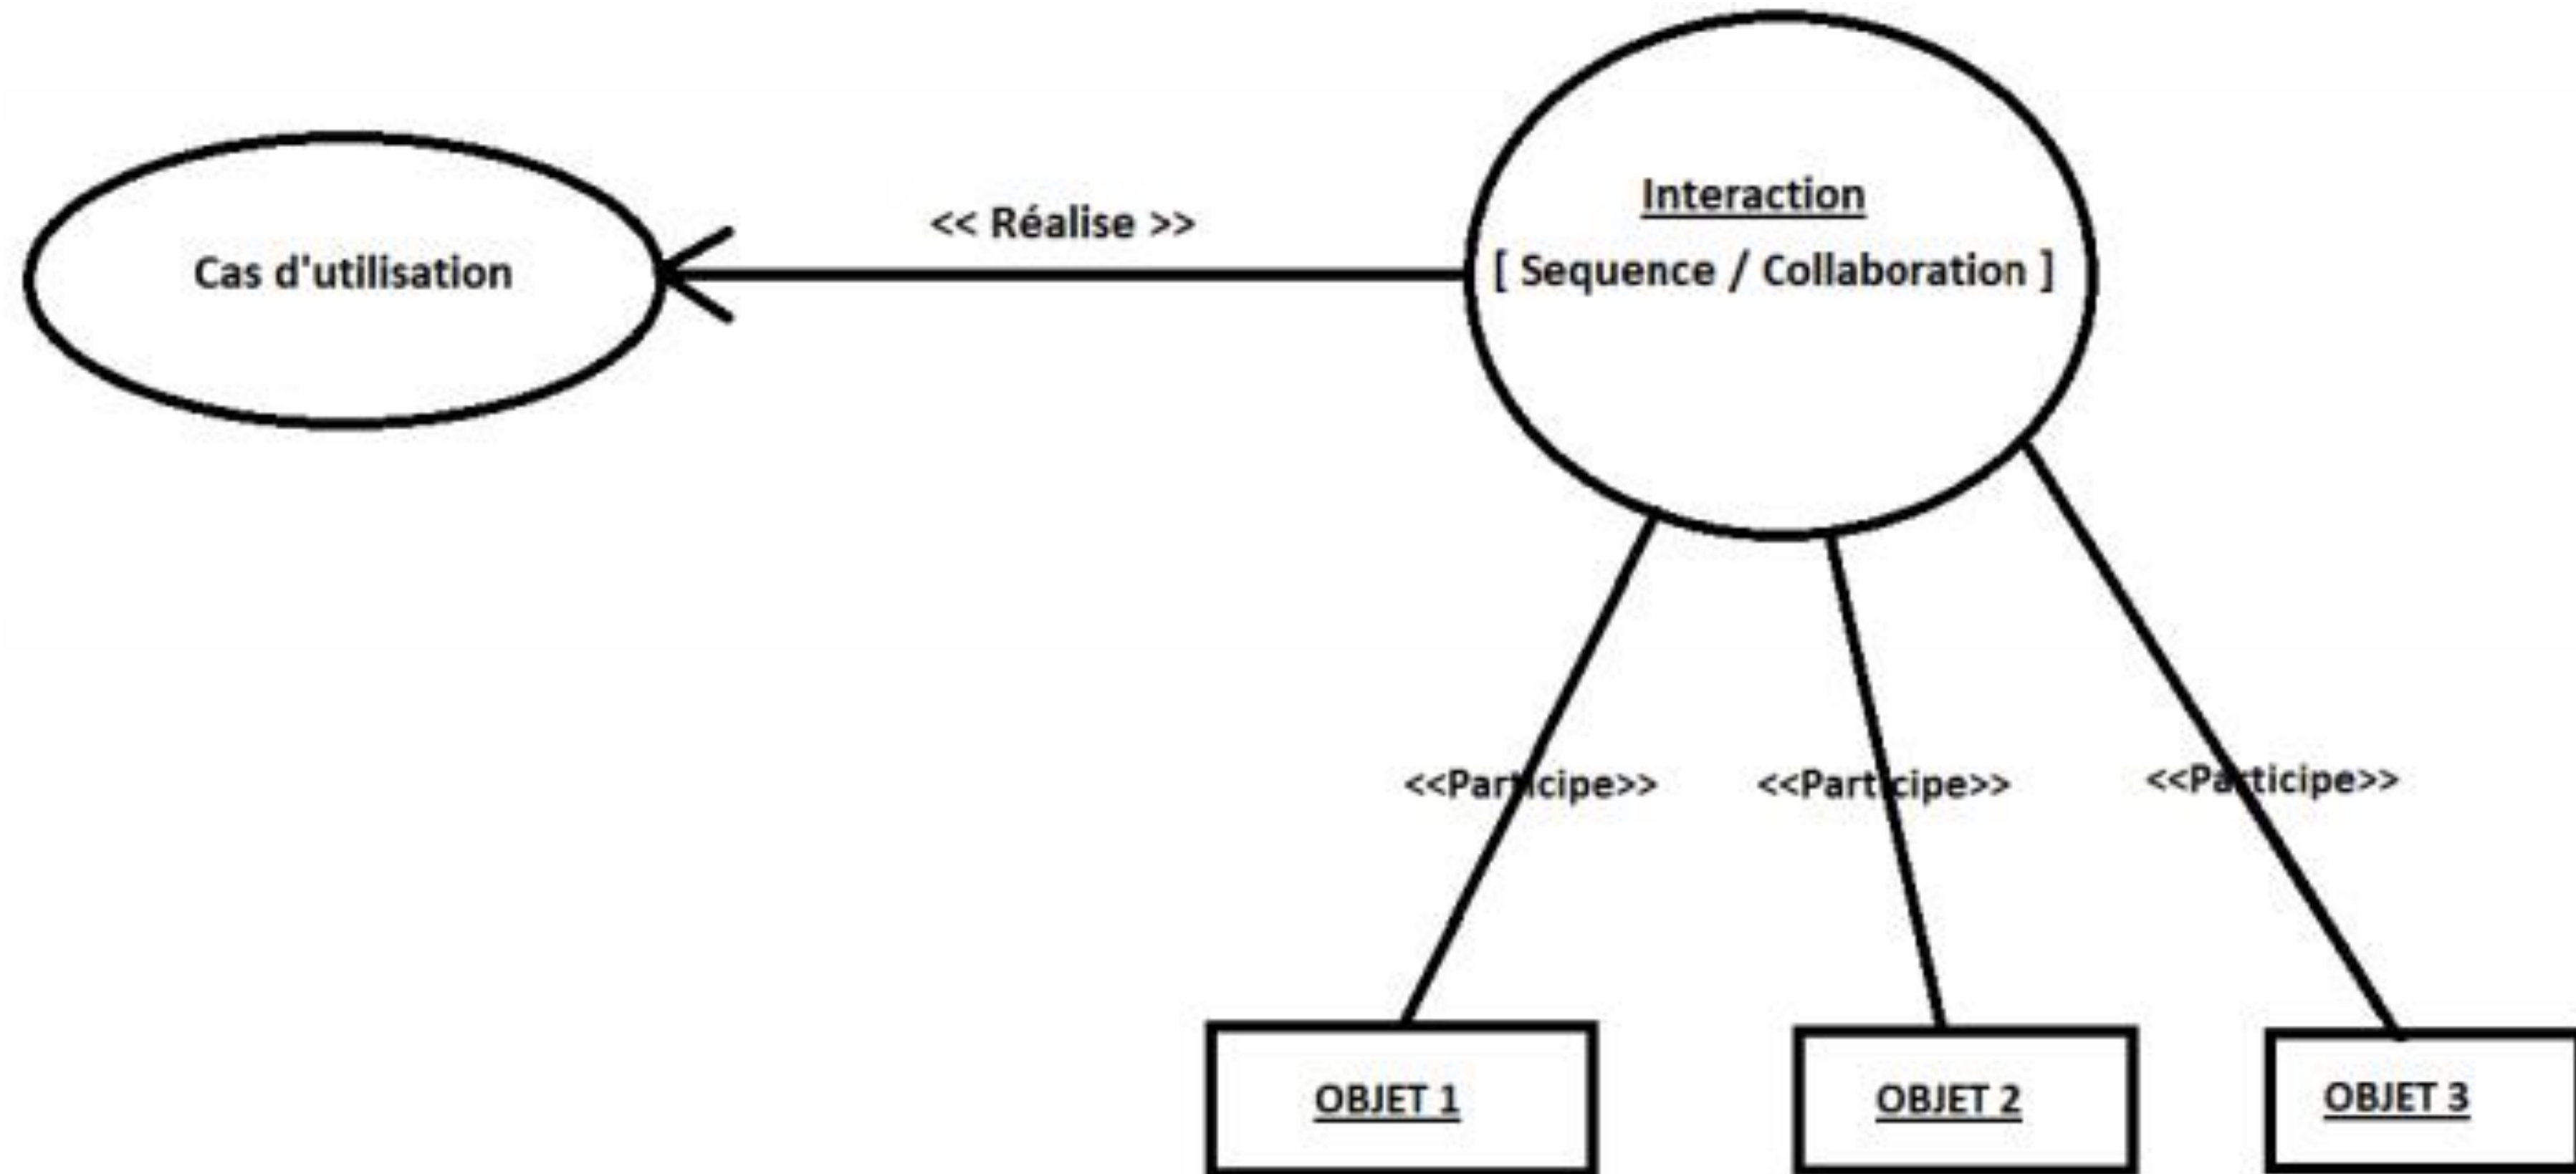 << Réalise >>
Cas d'utilisation
Interaction
[ Sequence / Collaboration ]
<<Participe>>
<<Participe>>
<<Participe>>
OBJET 1
OBJET 2
OBJET 3